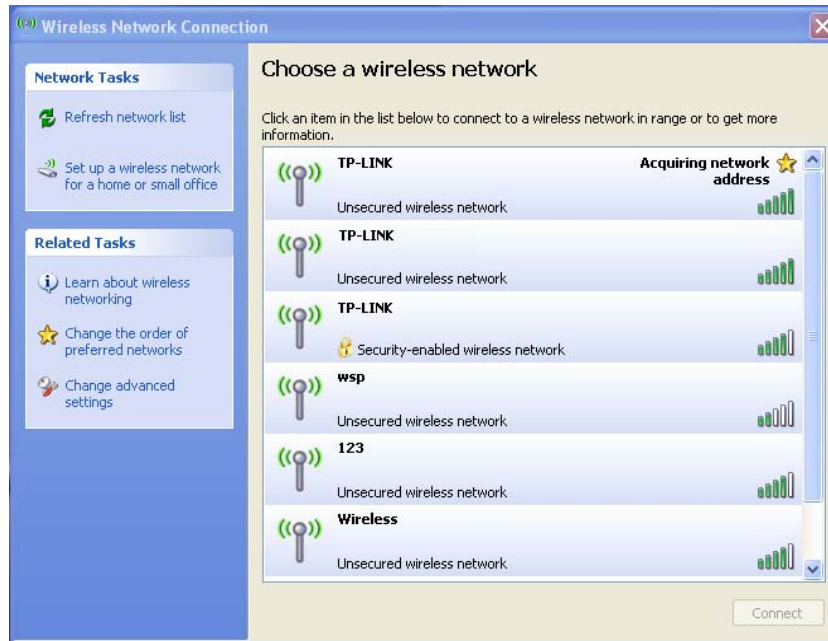 Wireless Network Connection
Network Tasks
Refresh network list
Set up a wireless network
for a home or small office
Related Tasks
Learn about wireless
networking
Change the order of
preferred networks
Change advanced
settings
Choose a wireless network
Click an item in the list below to connect to a wireless network in range or to get more
information.
TP-LINK
Acquiring network
address
Unsecured wireless network
TP-LINK
Unsecured wireless network
TP-LINK
Security-enabled wireless network
wsp
Unsecured wireless network
123
Unsecured wireless network
Wireless
Unsecured wireless network
Connect